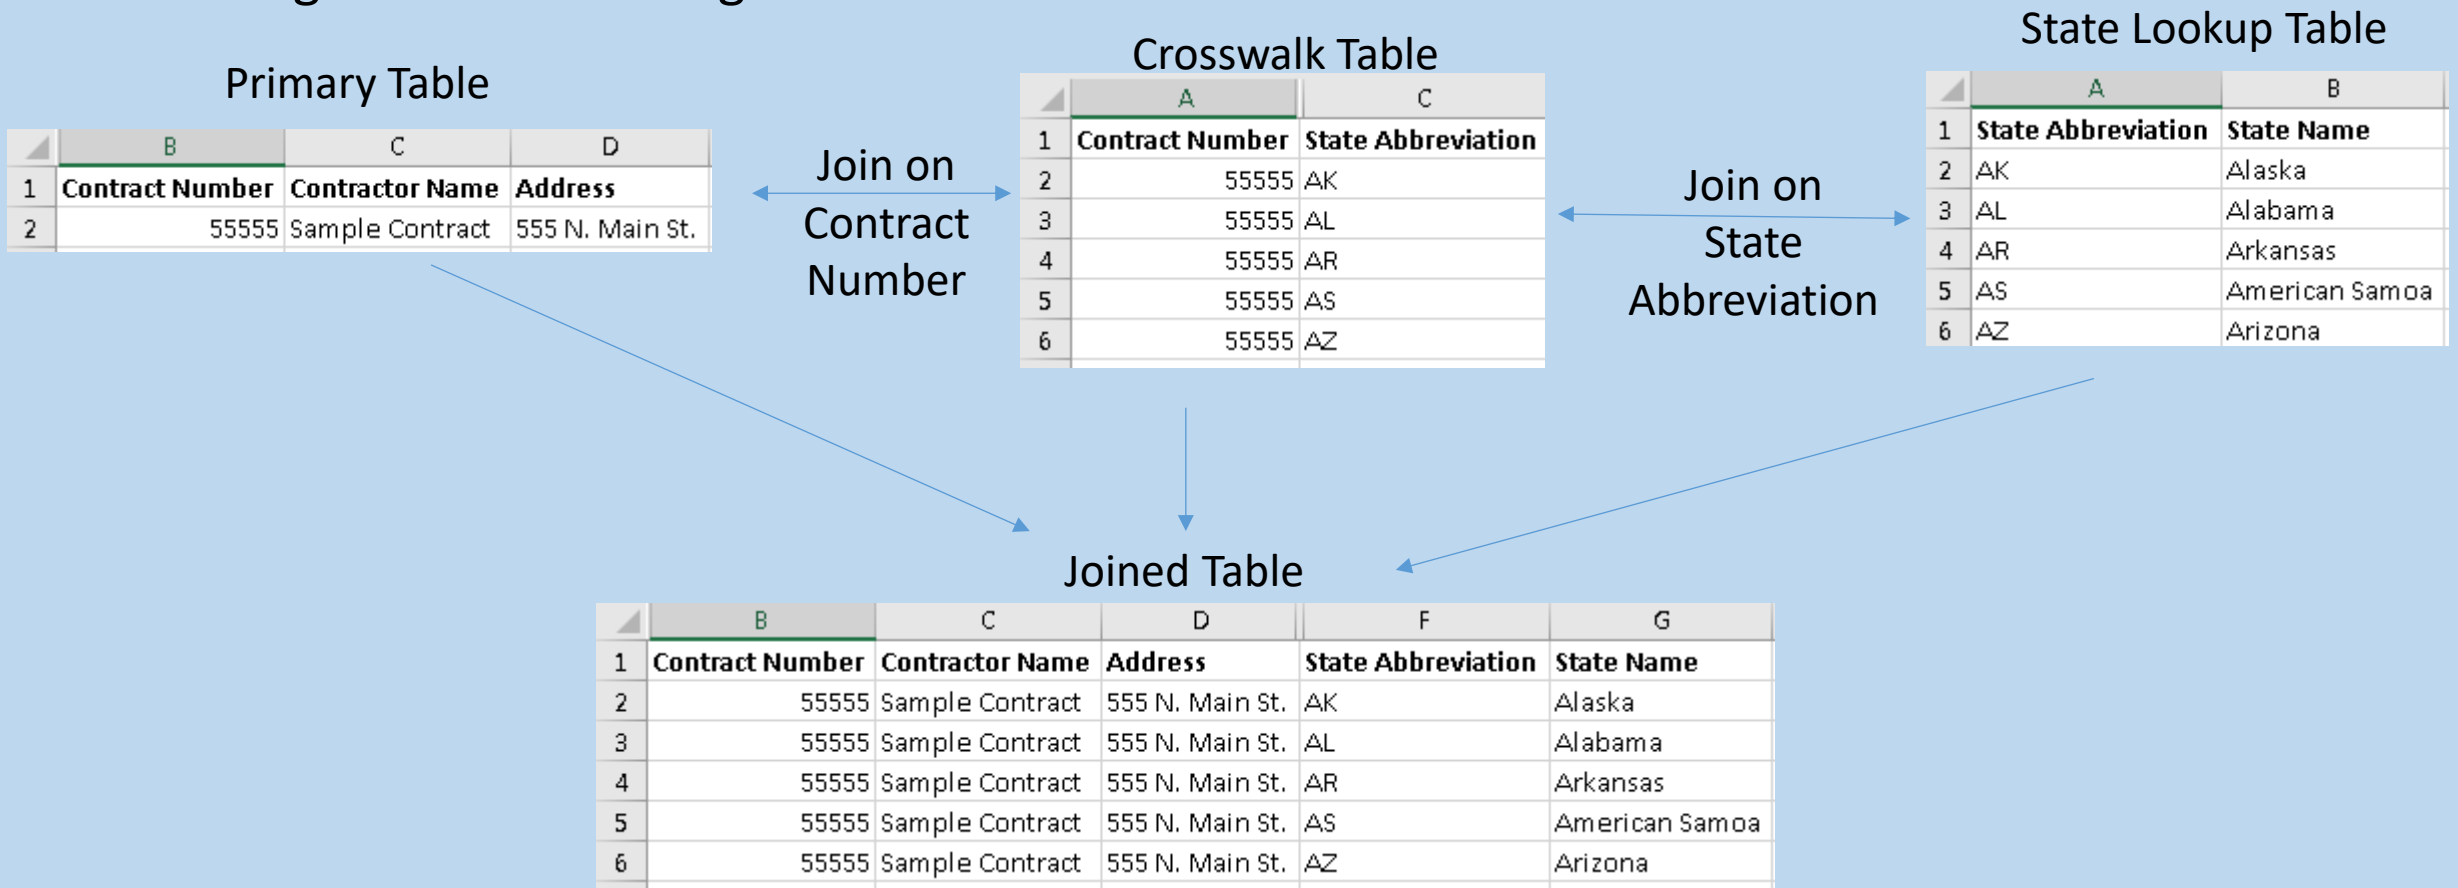 Primary Table
B C D
1 Contract Number Contractor Name Address
2 55555 Sample Contract 555 N. Main St.
Join on
Contract
Number
Crosswalk Table
A C
1 Contract Number State Abbreviation
2 55555 AK
3 55555 AL
4 55555 AR
5 55555 AS
6 55555 AZ
Join on
State
Abbreviation
State Lookup Table
A B
1 State Abbreviation State Name
2 AK Alaska
3 AL Alabama
4 AR Arkansas
5 AS American Samoa
6 AZ Arizona
Joined Table
B C D F G
1 Contract Number Contractor Name Address State Abbreviation State Name
2 55555 Sample Contract 555 N. Main St. AK Alaska
3 55555 Sample Contract 555 N. Main St. AL Alabama
4 55555 Sample Contract 555 N. Main St. AR Arkansas
5 55555 Sample Contract 555 N. Main St. AS American Samoa
6 55555 Sample Contract 555 N. Main St. AZ Arizona